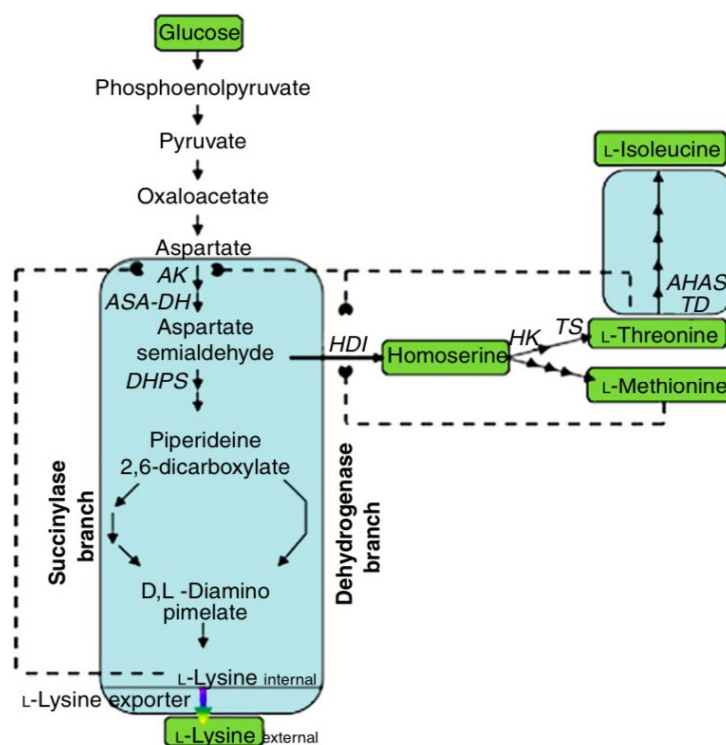 Glucose
Phosphoenolpyruvate
Pyruvate
Oxaloacetate
Aspartate
AK
ASA-DH
Aspartate
semialdehyde
DHPS
Piperideine
2,6-dicarboxylate
Succinylase
branch
Dehydrogenase
branch
D,L -Diamino
pimelate
L-Lysine internal
L-Lysine exporter
L-Lysine external
HDI
Homoserine
HK
TS
L-Isoleucine
AHAS
TD
L-Threonine
L-Methionine